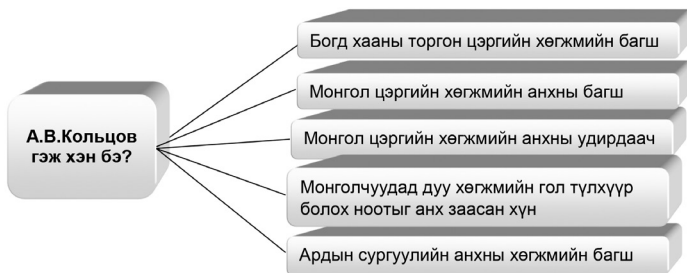 А.В.Кольцов
гэж хэн бэ?
Богд хааны торгон цэргийн хөгжмийн багш
Монгол цэргийн хөгжмийн анхны багш
Монгол цэргийн хөгжмийн анхны удирдаач
Монголчуудад дуу хөгжмийн гол түлхүүр
болох ноотыг анх заасан хүн
Ардын сургуулийн анхны хөгжмийн багш